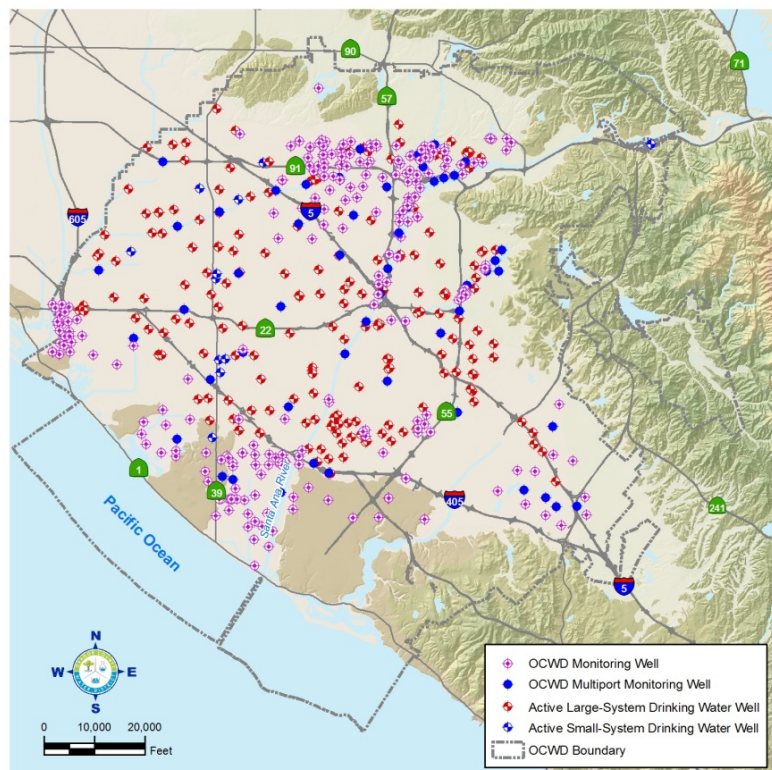 90
71
57
91
605
5
22
55
1
39
Santa Ana River
405
241
Pacific Ocean
5
N
W E
S
0 10,000 20,000
Feet
OCWD Monitoring Well
OCWD Multiport Monitoring Well
Active Large-System Drinking Water Well
Active Small-System Drinking Water Well
OCWD Boundary